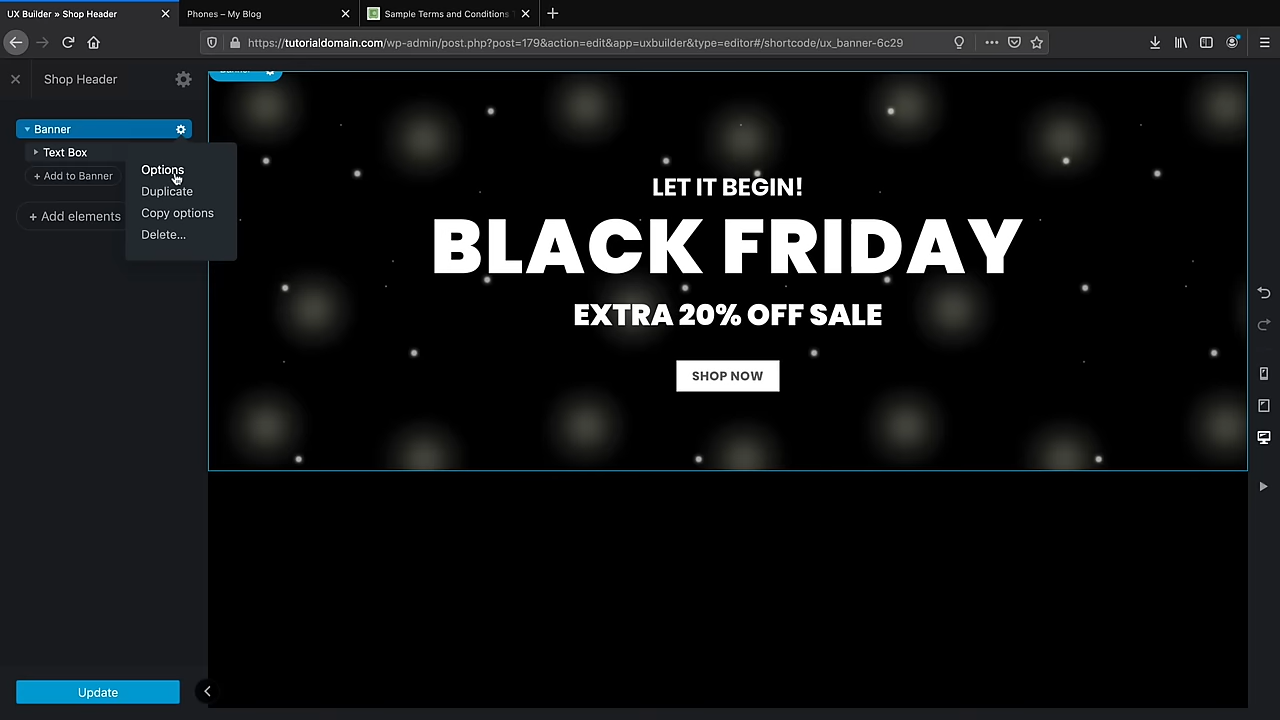 UX Builder » Shop Header
Phones – My Blog
Sample Terms and Conditions
https://tutorialdomain.com/wp-admin/post.php?post=179&action=edit&app=uxbuilder&type=editor#/shortcode/ux_banner-6c29
Shop Header
Banner
Banner
Text Box
+ Add to Banner
+ Add elements
Options
Duplicate
Copy options
Delete...
LET IT BEGIN!
BLACK FRIDAY
EXTRA 20% OFF SALE
SHOP NOW
Update